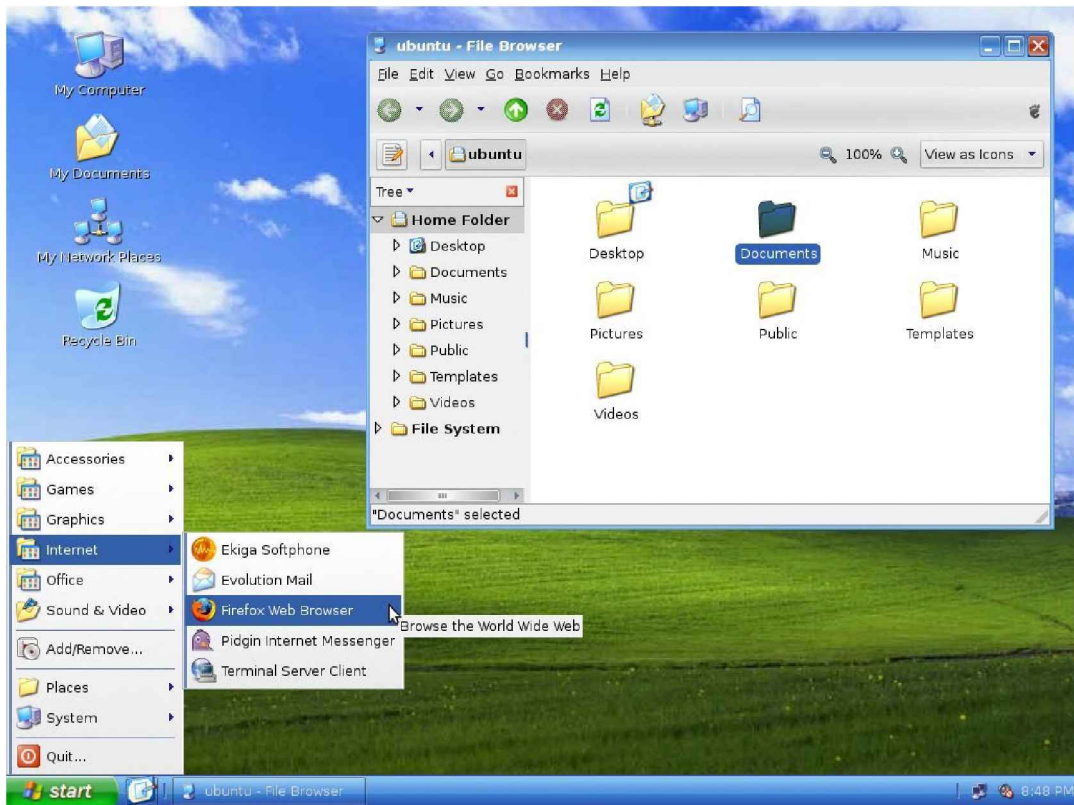 My Computer
My Documents
My Network Places
Recycle Bin
ubuntu - File Browser
File Edit View Go Bookmarks Help
ubuntu
100%
View as Icons
Tree
Home Folder
Desktop
Documents
Music
Pictures
Public
Templates
Videos
File System
Desktop
Documents
Music
Pictures
Public
Templates
Videos
"Documents" selected
Accessories
Games
Graphics
Internet
Office
Sound & Video
Add/Remove...
Places
System
Quit...
Ekiga Softphone
Evolution Mail
Firefox Web Browser
Pidgin Internet Messenger
Terminal Server Client
Browse the World Wide Web
start
ubuntu - File Browser
8:48 PM